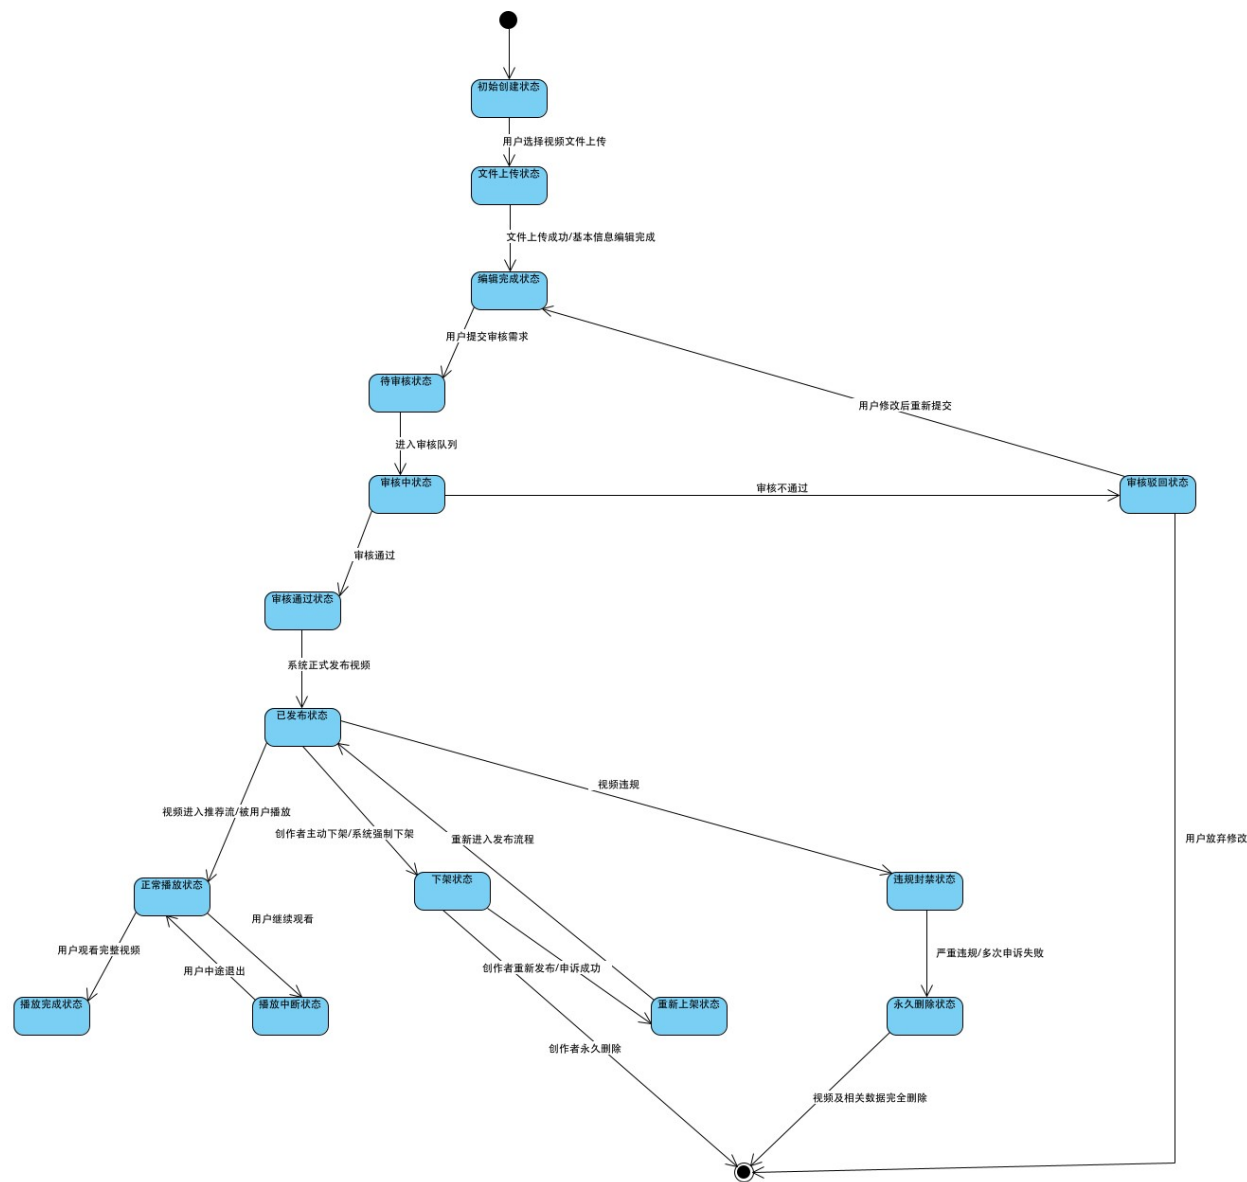 初始创建状态
用户选择视频文件上传
文件上传状态
文件上传成功/基本信息编辑完成
编辑完成状态
用户提交审核需求
待审核状态
用户修改后重新提交
进入审核队列
审核中状态
审核不通过
审核驳回状态
审核通过
审核通过状态
系统正式发布视频
已发布状态
视频违规
视频进入推荐流/被用户播放
创作者主动下架/系统强制下架
重新进入发布流程
用户放弃修改
正常播放状态
下架状态
违规封禁状态
用户继续观看
用户观看完整视频
用户中途退出
创作者重新发布/申诉成功
严重违规/多次申诉失败
播放完成状态
播放中断状态
重新上架状态
永久删除状态
创作者永久删除
视频及相关数据完全删除